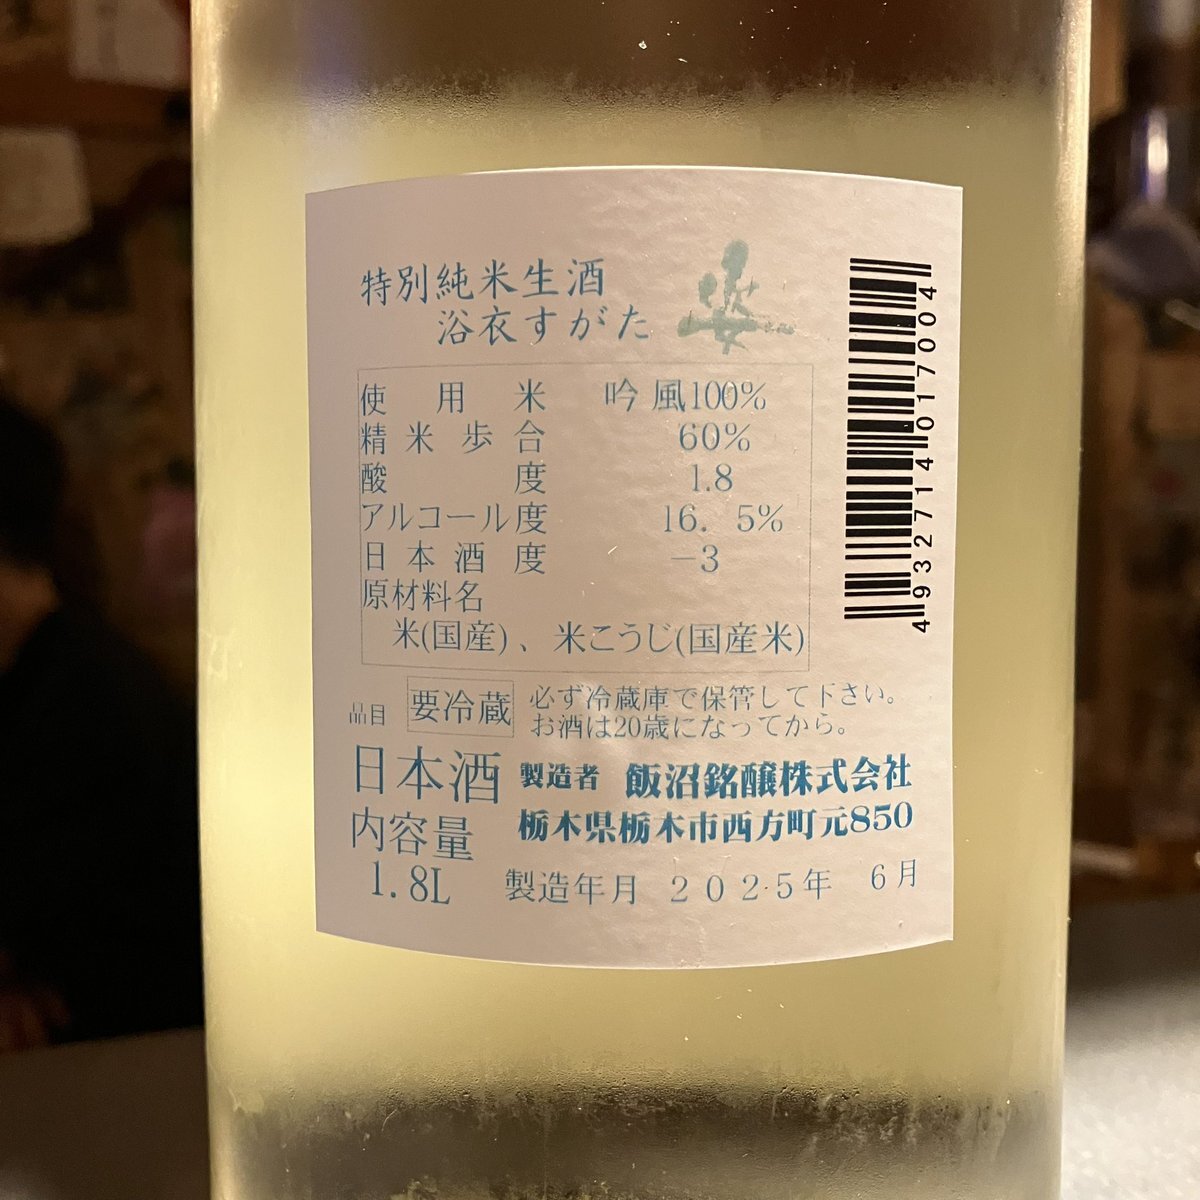 特別純米生酒
浴衣すがた
姿
使用米 吟風100%
精米歩合 60%
酸度 1.8
アルコール度 16. 5%
日本酒度 −3
原材料名
米(国産)、米こうじ(国産米)
品目 要冷蔵 必ず冷蔵庫で保管して下さい。
お酒は20歳になってから。
日本酒 製造者 飯沼銘醸株式会社
栃木県栃木市西方町元850
内容量
1.8L 製造年月 2025年 6月
4932714017004